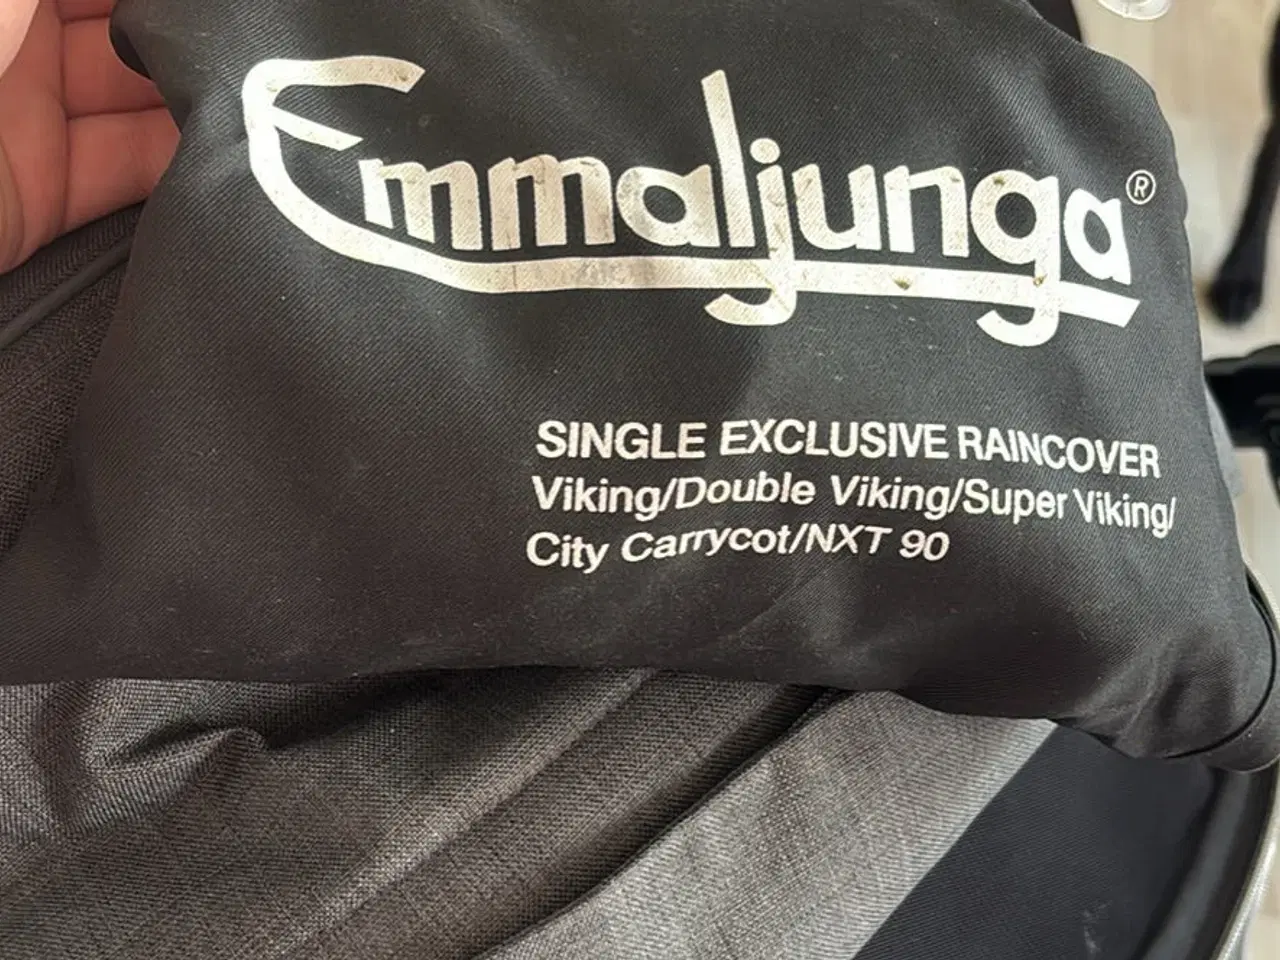 Emmaljunga®
SINGLE EXCLUSIVE RAINCOVER
Viking/Double Viking/Super Viking/
City Carrycot/NXT 90